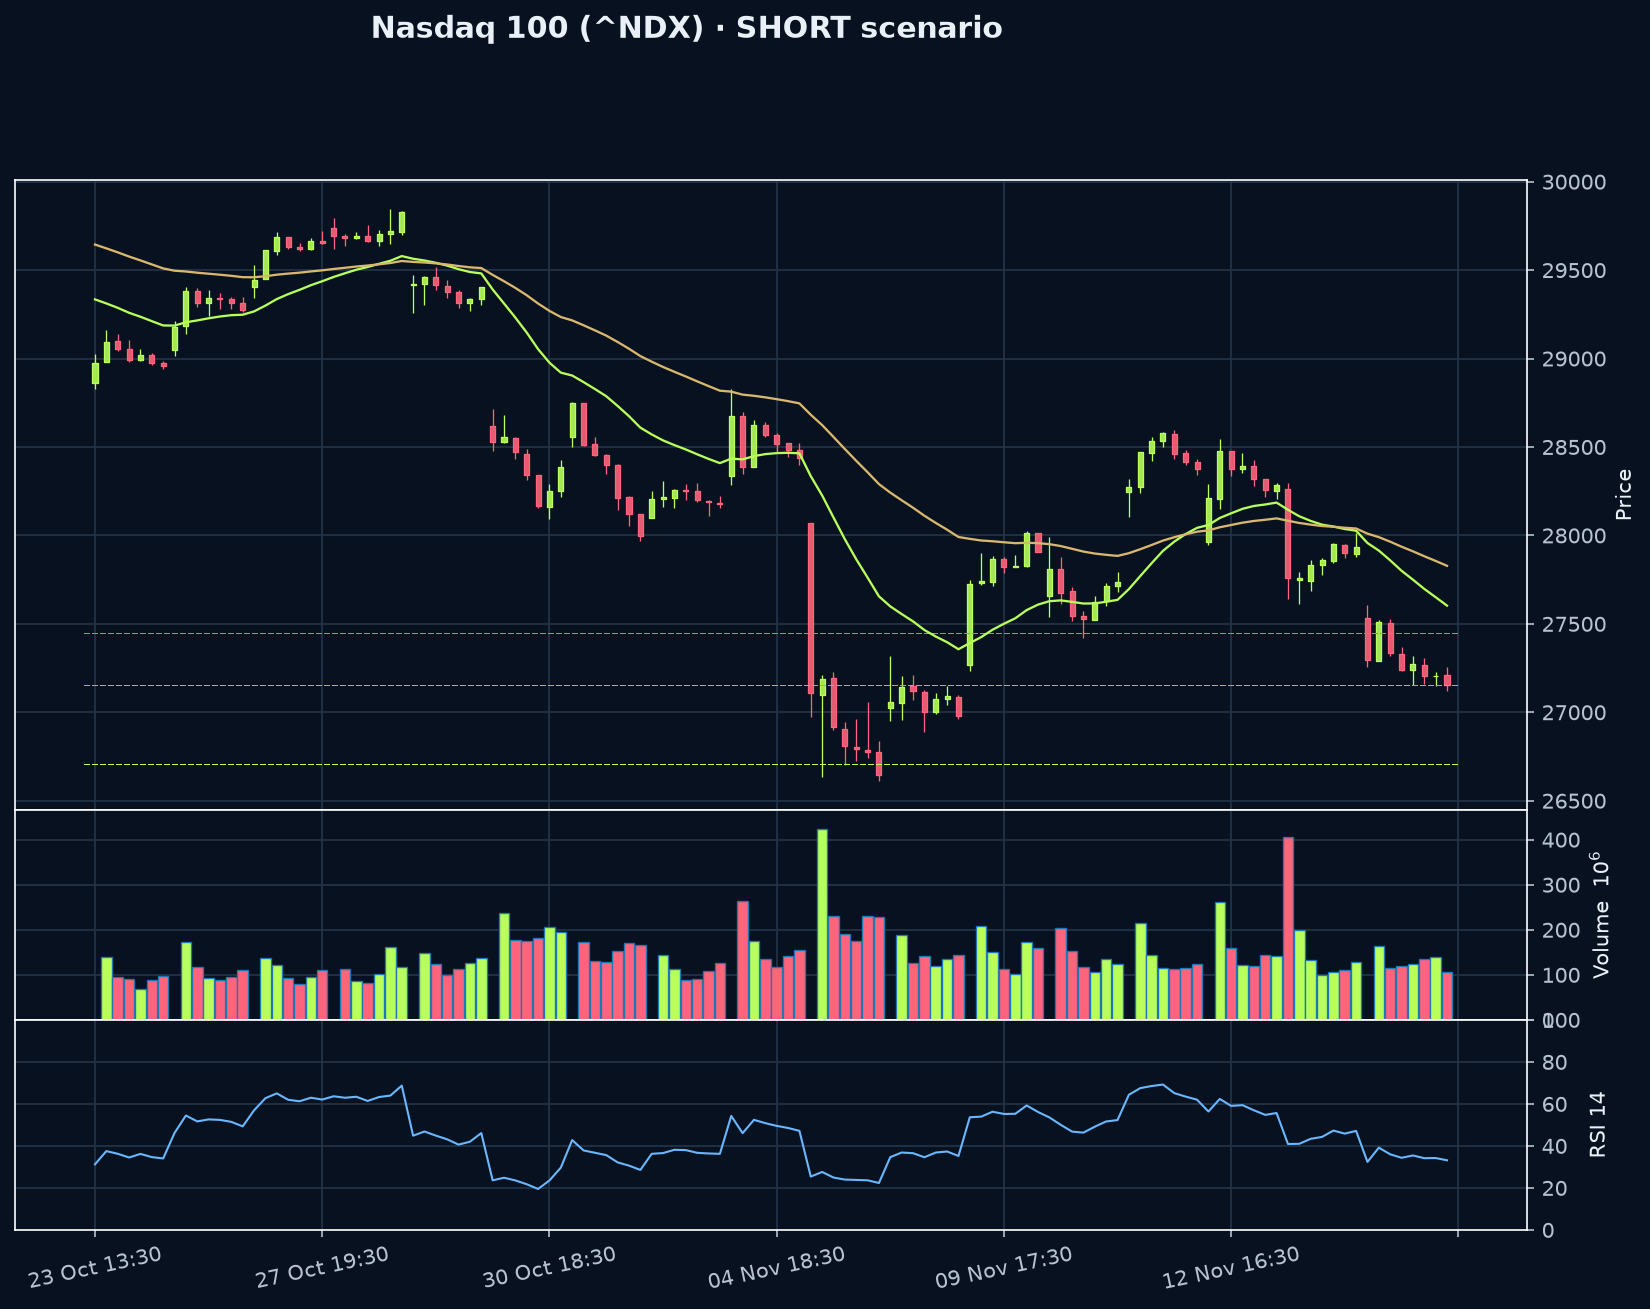 Nasdaq 100 (^NDX) · SHORT scenario
30000
29500
29000
28500
28000
27500
27000
26500
Price
400
300
200
100
0
Volume 10⁶
100
80
60
40
20
0
RSI 14
23 Oct 13:30
27 Oct 19:30
30 Oct 18:30
04 Nov 18:30
09 Nov 17:30
12 Nov 16:30